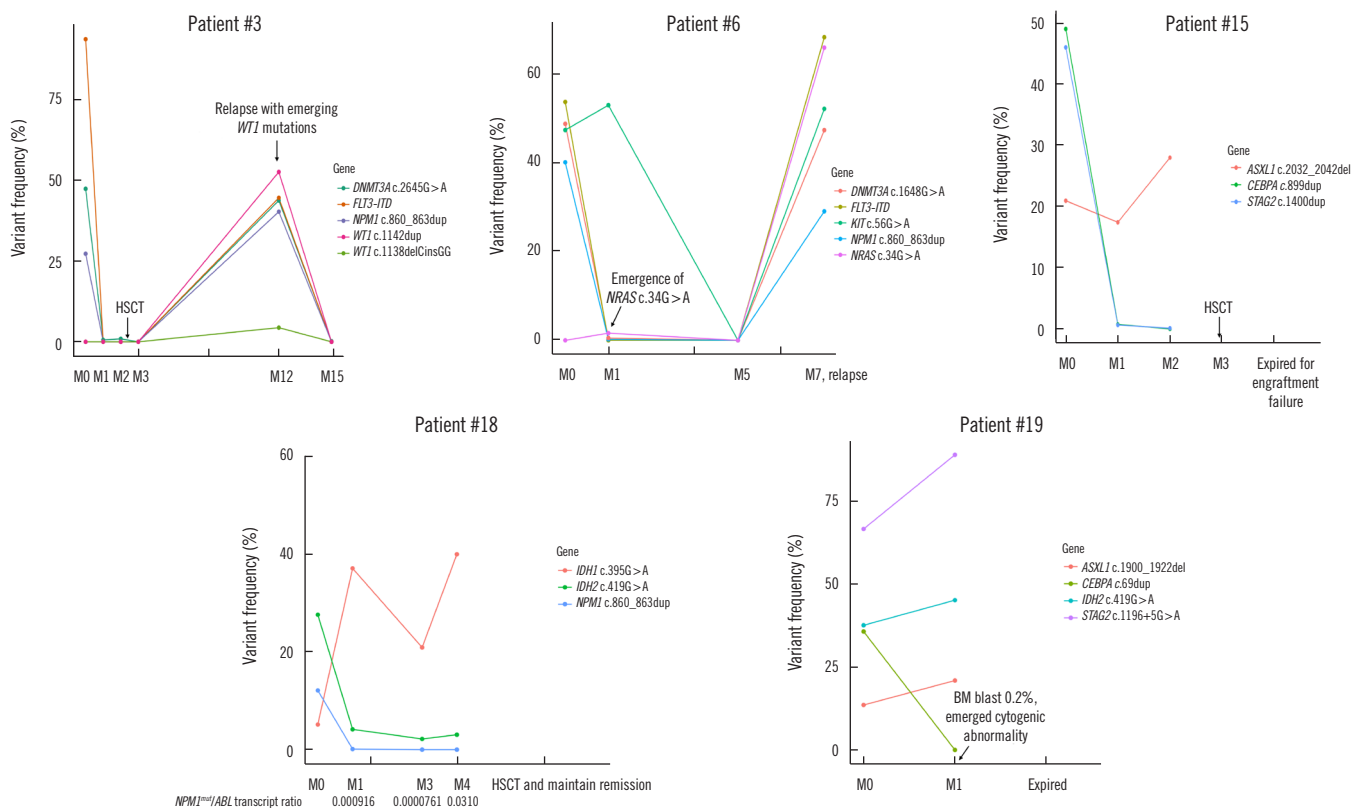 Patient #3
Variant frequency (%)
75
50
25
0
Relapse with emerging
WT1 mutations
HSCT
M0 M1 M2 M3 M12 M15
Gene
DNMT3A c.2645G>A
FLT3-ITD
NPM1 c.860_863dup
WT1 c.1142dup
WT1 c.1138delCinsGG
Patient #6
Variant frequency (%)
60
40
20
0
Emergence of
NRAS c.34G>A
M0 M1 M5 M7, relapse
Gene
DNMT3A c.1648G>A
FLT3-ITD
KIT c.56G>A
NPM1 c.860_863dup
NRAS c.34G>A
Patient #15
Variant frequency (%)
50
40
30
20
10
0
HSCT
M0 M1 M2 M3 Expired for
engraftment
failure
Gene
ASXL1 c.2032_2042del
CEBPA c.899dup
STAG2 c.1400dup
Patient #18
Variant frequency (%)
60
40
20
0
M0 M1 M3 M4 HSCT and maintain remission
NPM1mut/ABL transcript ratio 0.000916 0.0000761 0.0310
Gene
IDH1 c.395G>A
IDH2 c.419G>A
NPM1 c.860_863dup
Patient #19
Variant frequency (%)
75
50
25
0
BM blast 0.2%,
emerged cytogenic
abnormality
M0 M1 Expired
Gene
ASXL1 c.1900_1922del
CEBPA c.69dup
IDH2 c.419G>A
STAG2 c.1196+5G>A